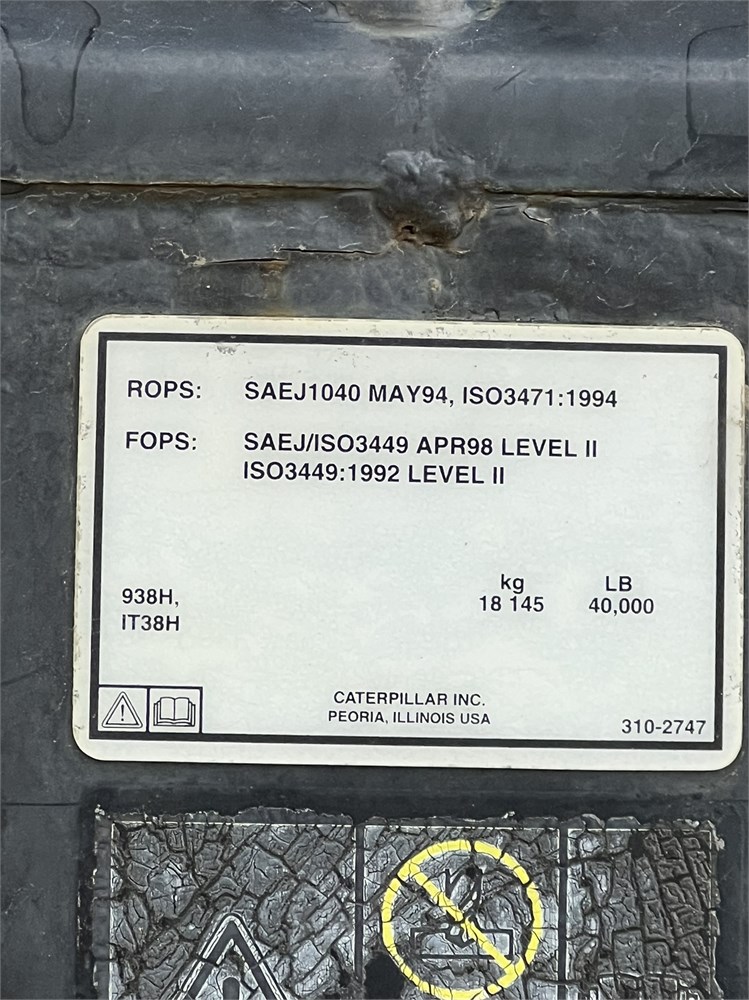 ROPS: SAEJ1040 MAY94, ISO3471:1994
FOPS: SAEJ/ISO3449 APR98 LEVEL II
ISO3449:1992 LEVEL II
kg LB
938H, 18 145 40,000
IT38H
CATERPILLAR INC.
PEORIA, ILLINOIS USA
310-2747